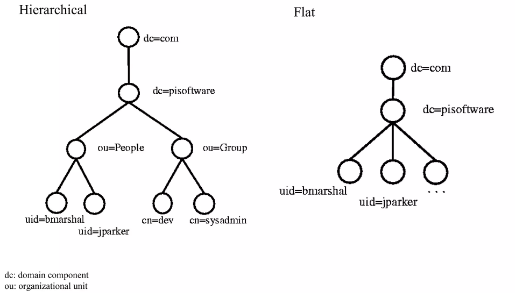 Hierarchical
Flat
dc=com
dc=pisoftware
ou=People
ou=Group
uid=bmarshal
uid=jparker
cn=dev
cn=sysadmin
dc=com
dc=pisoftware
uid=bmarshal
uid=jparker
...
dc: domain component
ou: organizational unit